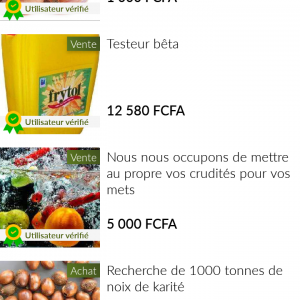 1 000 FCFA
Utilisateur vérifié
Vente
Testeur bêta
frytol
12 580 FCFA
Utilisateur vérifié
Vente
Nous nous occupons de mettre
au propre vos crudités pour vos
mets
5 000 FCFA
Utilisateur vérifié
Achat
Recherche de 1000 tonnes de
noix de karité